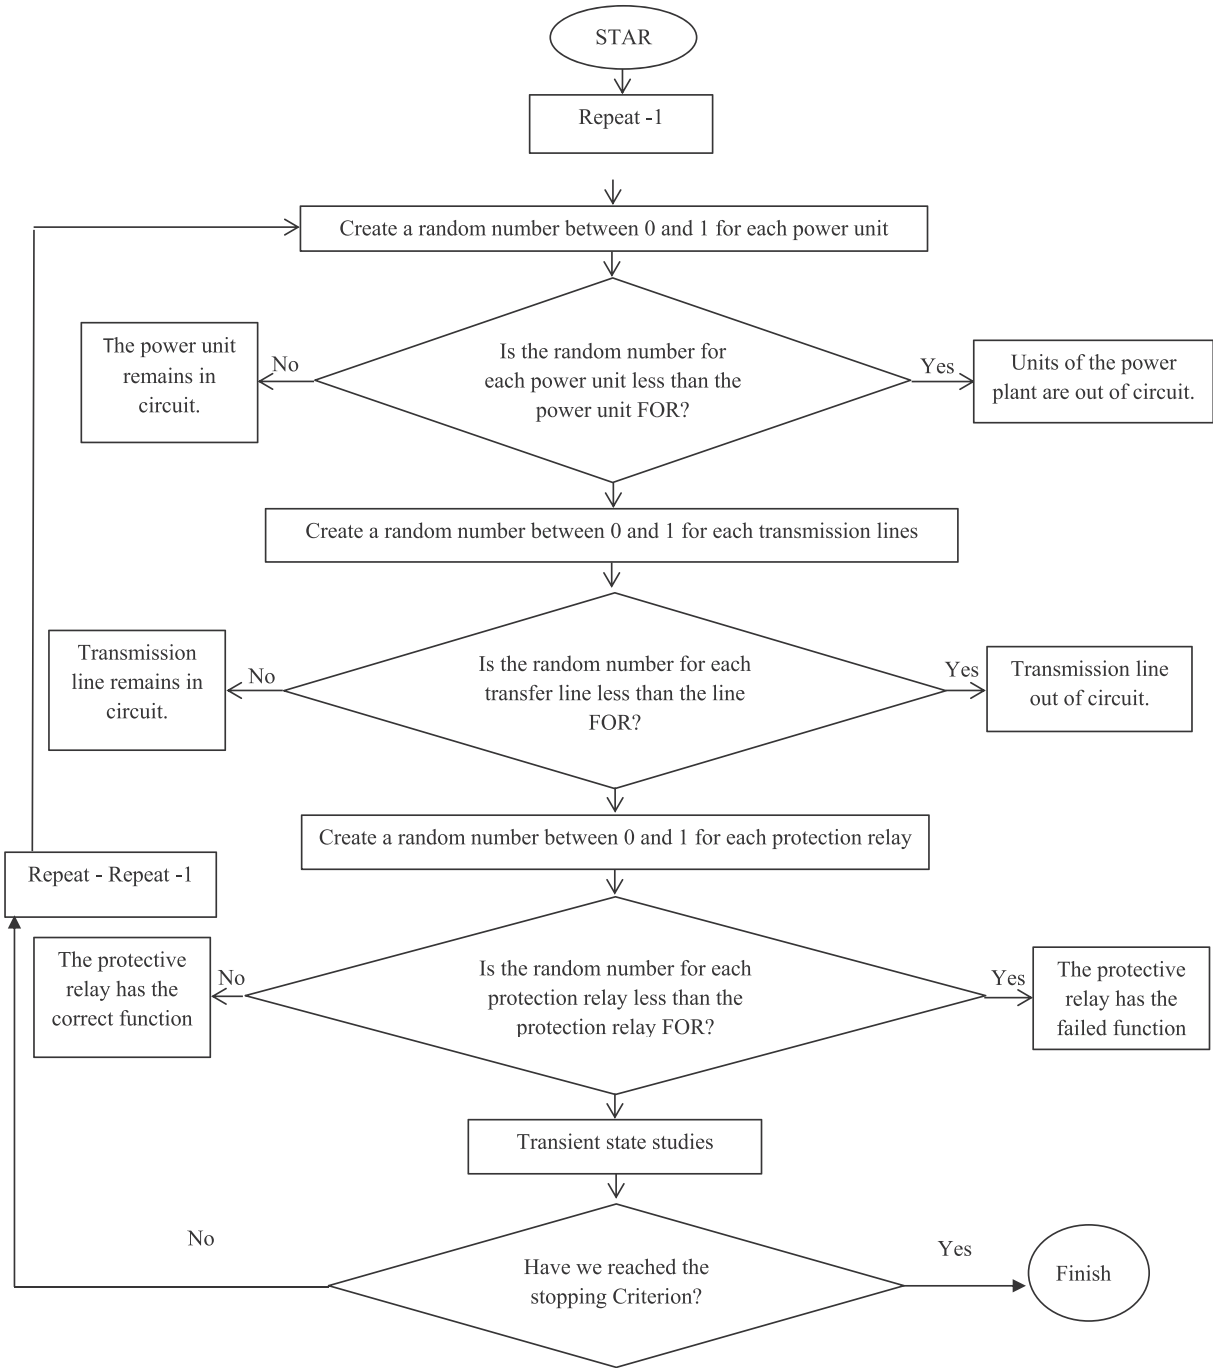 STAR
Repeat -1
Create a random number between 0 and 1 for each power unit
The power unit
remains in
circuit.
No
Is the random number for
each power unit less than the
power unit FOR?
Yes
Units of the power
plant are out of circuit.
Create a random number between 0 and 1 for each transmission lines
Transmission
line remains in
circuit.
No
Is the random number for each
transfer line less than the line
FOR?
Yes
Transmission line
out of circuit.
Create a random number between 0 and 1 for each protection relay
Repeat - Repeat -1
The protective
relay has the
correct function
No
Is the random number for each
protection relay less than the
protection relay FOR?
Yes
The protective
relay has the
failed function
Transient state studies
No
Have we reached the
stopping Criterion?
Yes
Finish